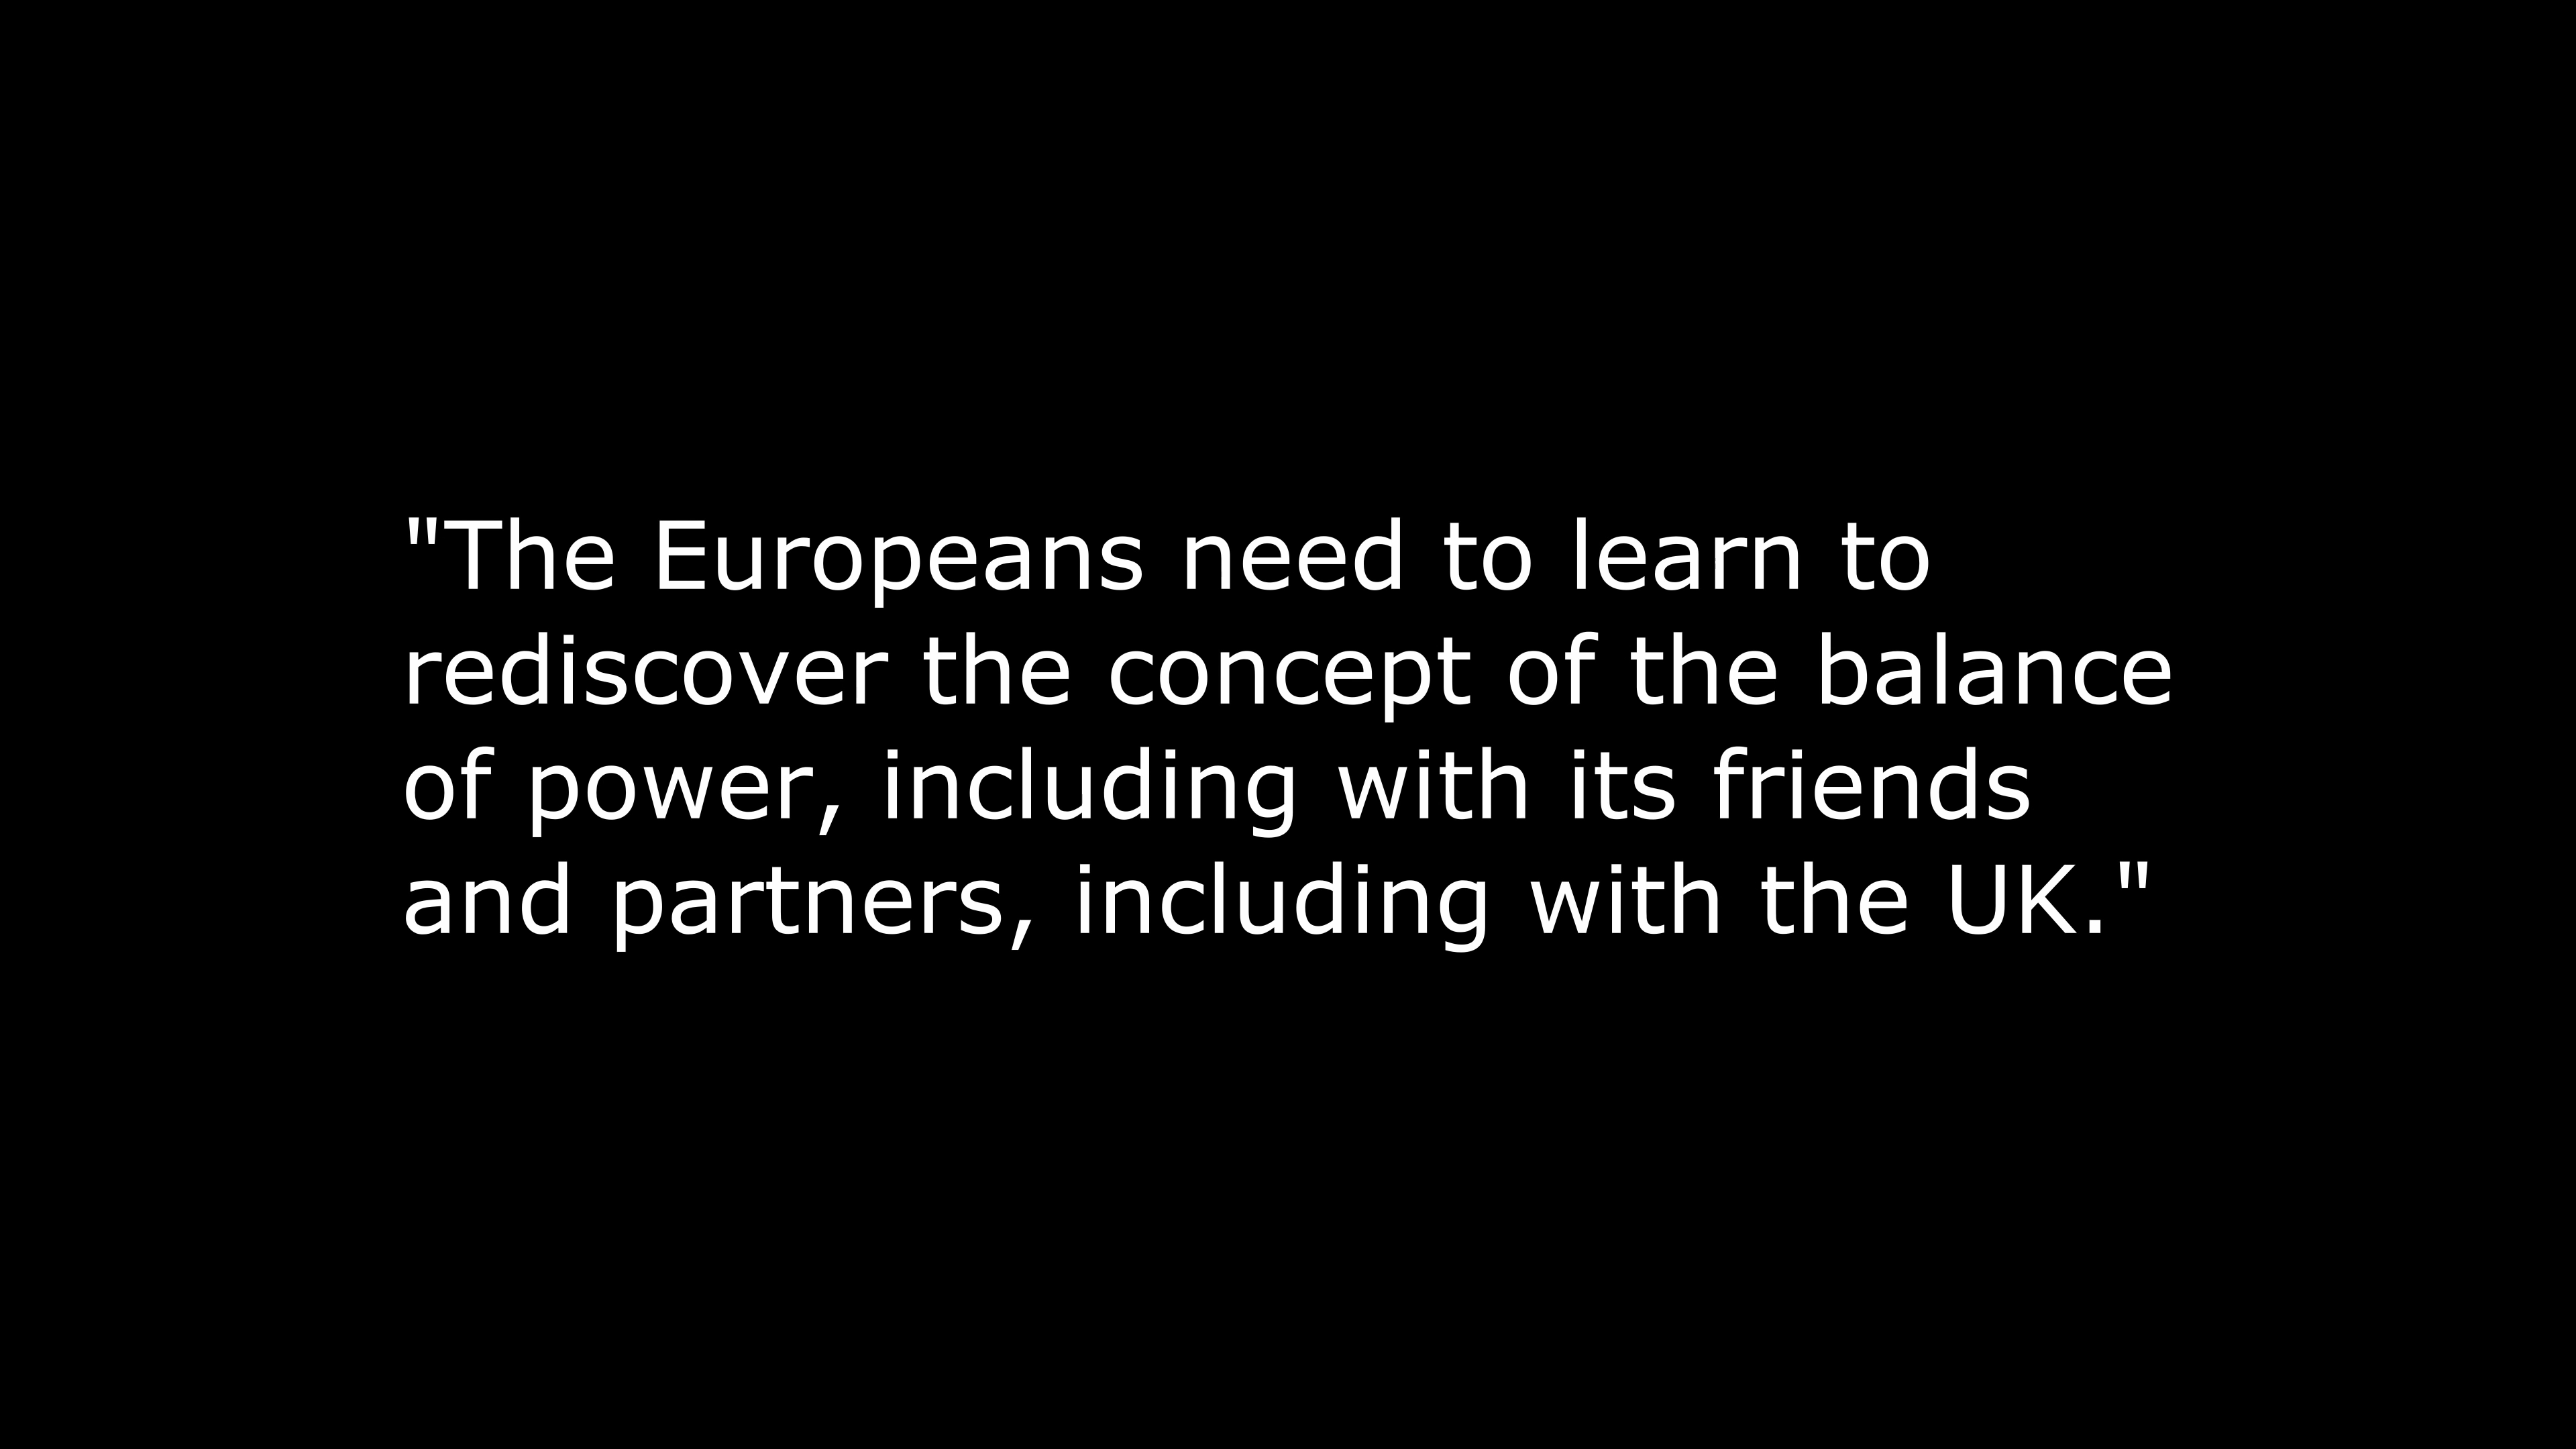 "The Europeans need to learn to
rediscover the concept of the balance
of power, including with its friends
and partners, including with the UK."